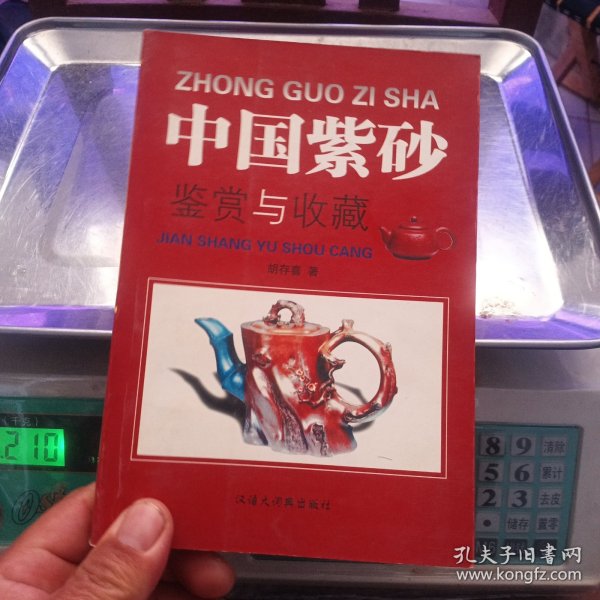 ZHONG GUO ZI SHA
中国紫砂
鉴赏与收藏
JIAN SHANG YU SHOU CANG
胡存喜 著
汉语大词典出版社
(千克)
.210
8 9 清除
5 6 累计
2 3 去皮
• 储存 置零
孔夫子旧书网
www.kongfz.com